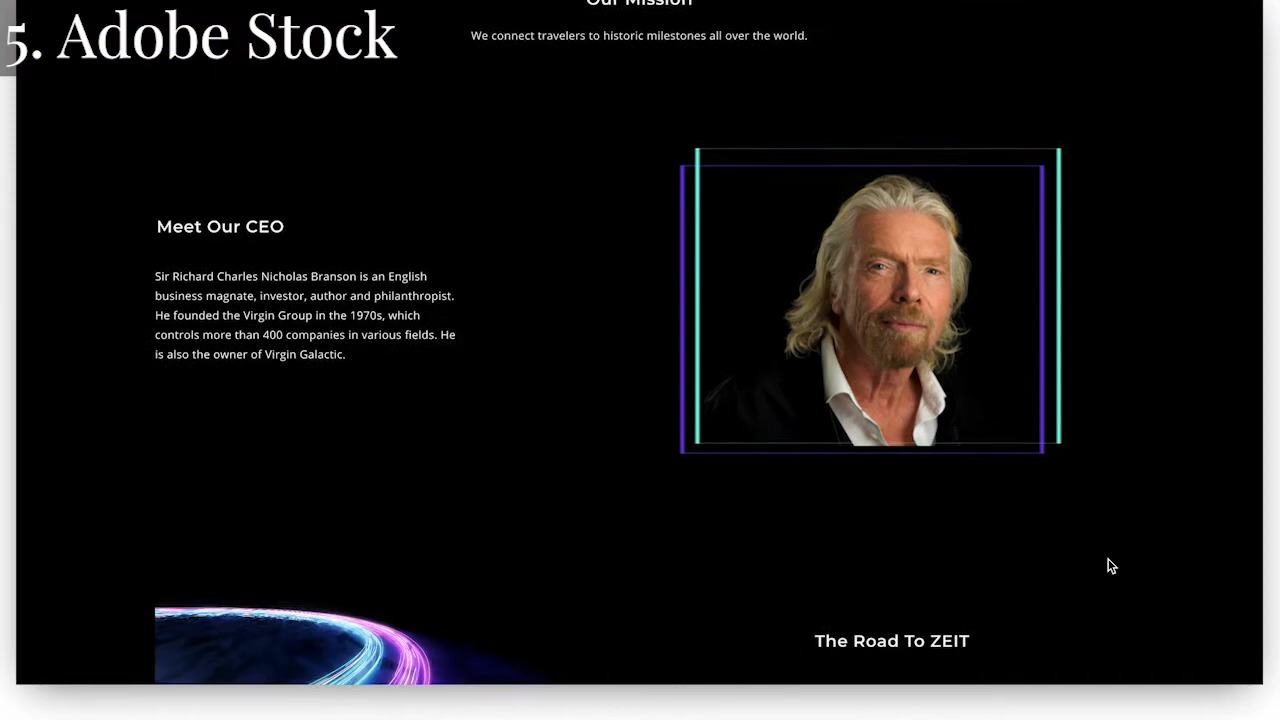 Our Mission
5. Adobe Stock
We connect travelers to historic milestones all over the world.
Meet Our CEO
Sir Richard Charles Nicholas Branson is an English
business magnate, investor, author and philanthropist.
He founded the Virgin Group in the 1970s, which
controls more than 400 companies in various fields. He
is also the owner of Virgin Galactic.
The Road To ZEIT